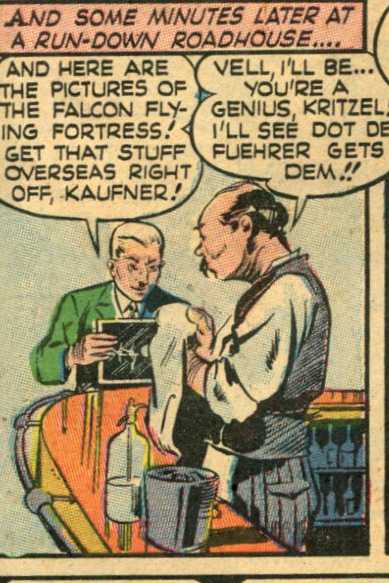 AND SOME MINUTES LATER AT
A RUN-DOWN ROADHOUSE....
AND HERE ARE
THE PICTURES OF
THE FALCON FLY-
ING FORTRESS!
GET THAT STUFF
OVERSEAS RIGHT
OFF, KAUFNER!
VELL, I'LL BE...
YOU'RE A
GENIUS, KRITZEL,
I'LL SEE DOT DE
FUEHRER GETS
DEM!!